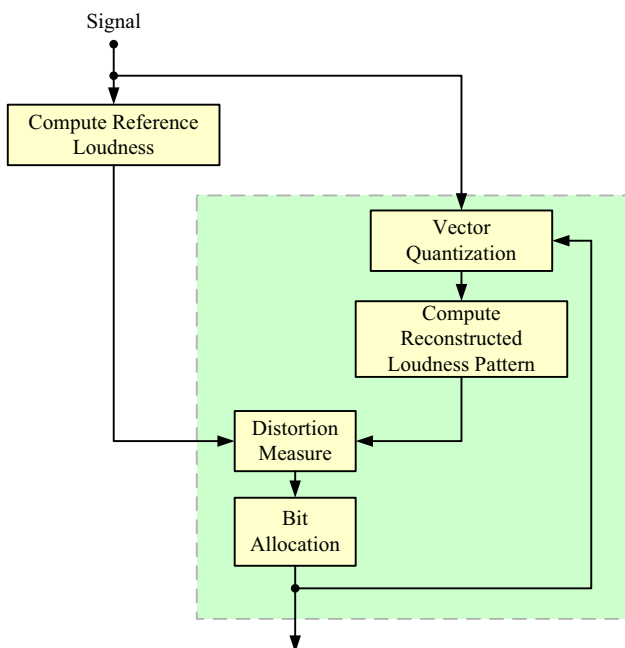 Signal
Compute Reference
Loudness
Vector
Quantization
Compute
Reconstructed
Loudness Pattern
Distortion
Measure
Bit
Allocation